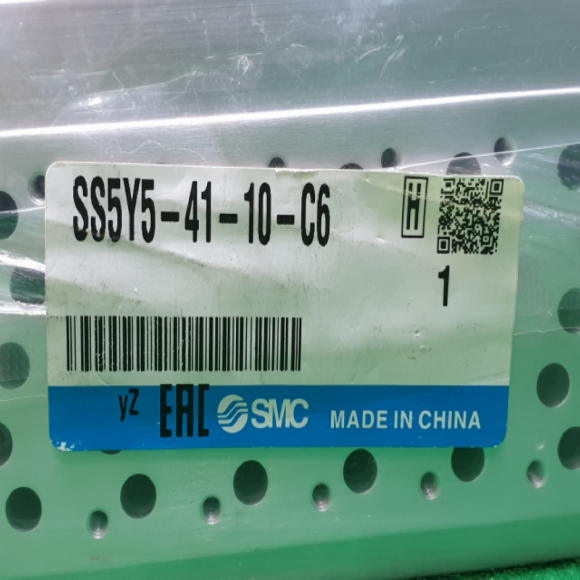 SS5Y5-41-10-C6
1
yZ EAC SMC MADE IN CHINA